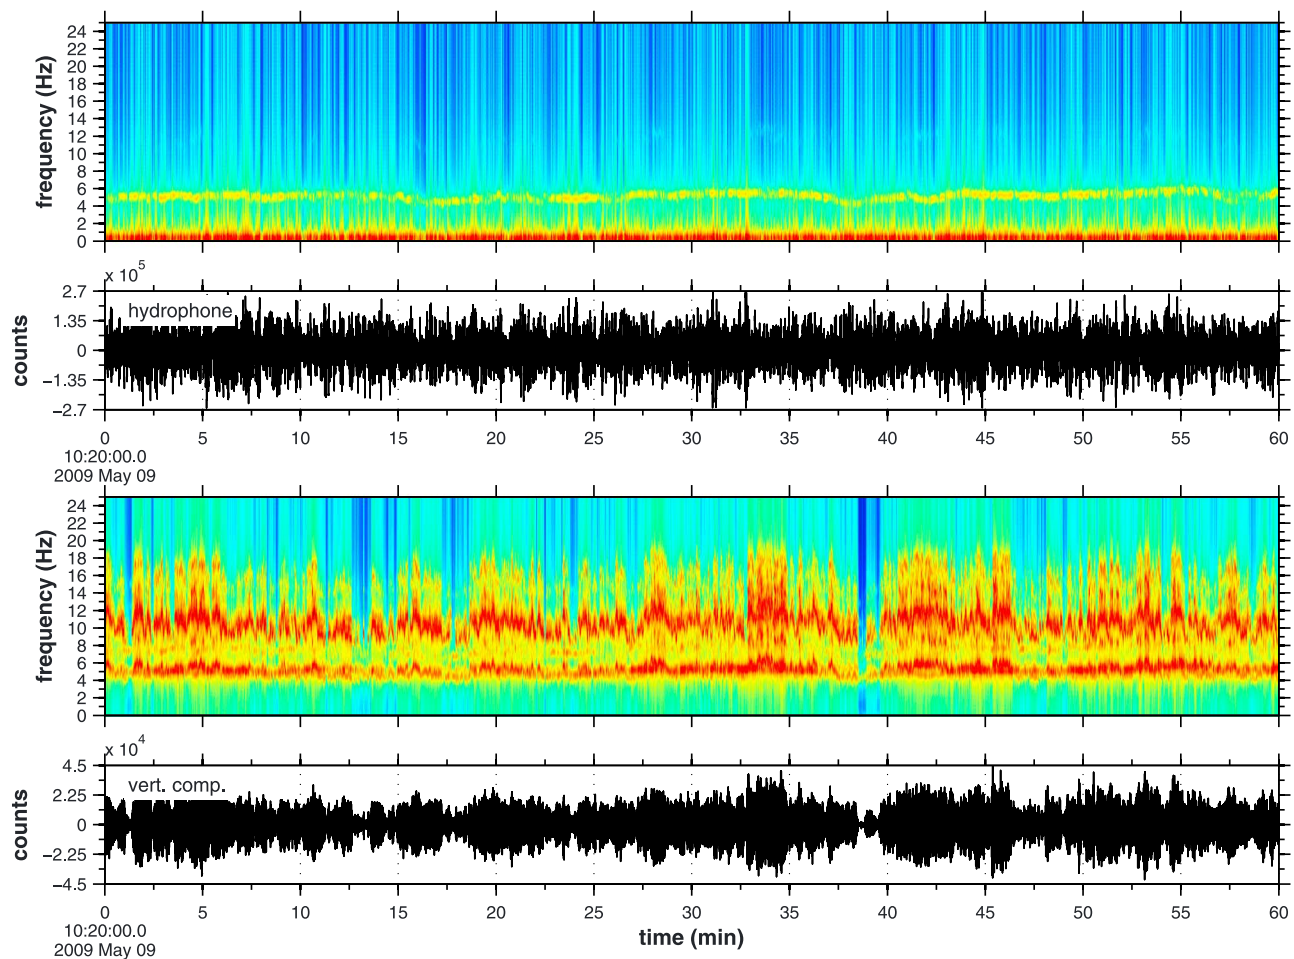 frequency (Hz)
24
22
20
18
16
14
12
10
8
6
4
2
0
x 10^5
counts
2.7
1.35
0
−1.35
−2.7
hydrophone
0 5 10 15 20 25 30 35 40 45 50 55 60
10:20:00.0
2009 May 09
frequency (Hz)
24
22
20
18
16
14
12
10
8
6
4
2
0
x 10^4
counts
4.5
2.25
0
−2.25
−4.5
vert. comp.
0 5 10 15 20 25 30 35 40 45 50 55 60
10:20:00.0
time (min)
2009 May 09